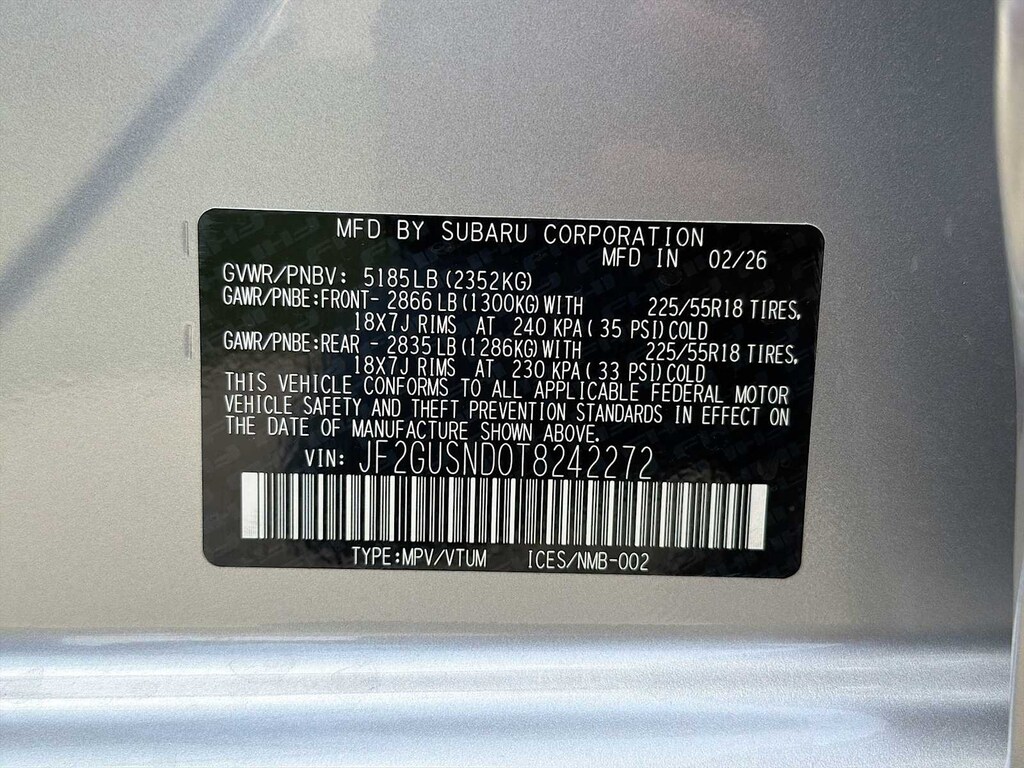 MFD BY SUBARU CORPORATION
MFD IN 02/26
GVWR/PNBV: 5185LB (2352KG)
GAWR/PNBE:FRONT- 2866 LB (1300KG) WITH 225/55R18 TIRES,
18X7J RIMS AT 240 KPA ( 35 PSI) COLD
GAWR/PNBE:REAR - 2835 LB (1286KG) WITH 225/55R18 TIRES,
18X7J RIMS AT 230 KPA ( 33 PSI) COLD
THIS VEHICLE CONFORMS TO ALL APPLICABLE FEDERAL MOTOR
VEHICLE SAFETY AND THEFT PREVENTION STANDARDS IN EFFECT ON
THE DATE OF MANUFACTURE SHOWN ABOVE.
VIN: JF2GUSND0T8242272
TYPE:MPV/VTUM ICES/NMB-002